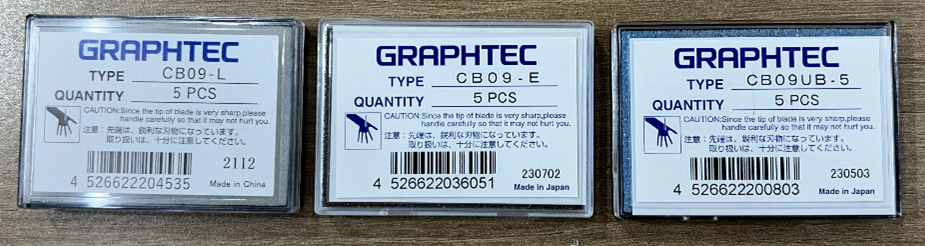 GRAPHTEC
TYPE CB09-L
QUANTITY 5 PCS
CAUTION:Since the tip of blade is very sharp,please
handle carefully so that it may not hurt you.
注意：先端は、鋭利な刃物になっています。
取り扱いは、十分に注意してください。
2112
4 526622204535
Made in China
GRAPHTEC
TYPE CB09-E
QUANTITY 5 PCS
CAUTION:Since the tip of blade is very sharp,please
handle carefully so that it may not hurt you.
注意：先端は、鋭利な刃物になっています。
取り扱いは、十分に注意してください。
230702
4 526622036051
Made in Japan
GRAPHTEC
TYPE CB09UB-5
QUANTITY 5 PCS
CAUTION:Since the tip of blade is very sharp,please
handle carefully so that it may not hurt you.
注意：先端は、鋭利な刃物になっています。
取り扱いは、十分に注意してください。
230503
4 526622200803
Made in Japan